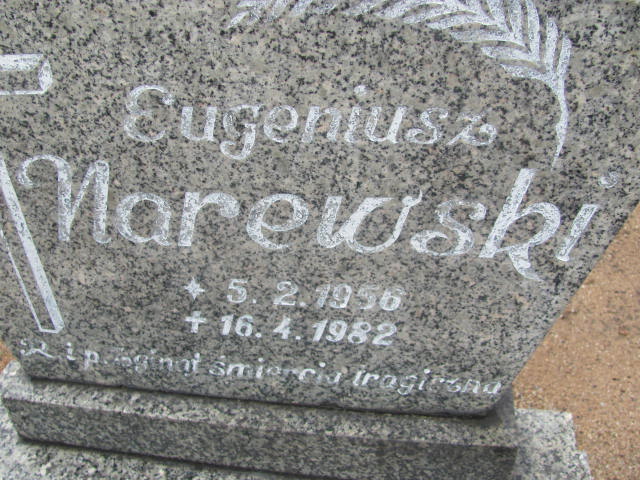 Eugeniusz
Narewski
* 5. 2. 1956
+ 16. 4. 1982
zginął śmiercią tragiczną